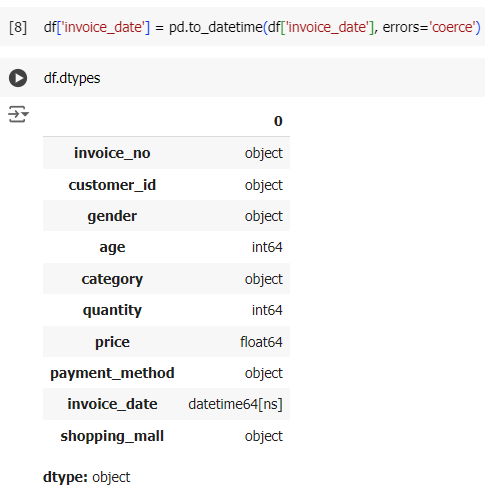 [8] df['invoice_date'] = pd.to_datetime(df['invoice_date'], errors='coerce')
df.dtypes
0
invoice_no object
customer_id object
gender object
age int64
category object
quantity int64
price float64
payment_method object
invoice_date datetime64[ns]
shopping_mall object
dtype: object